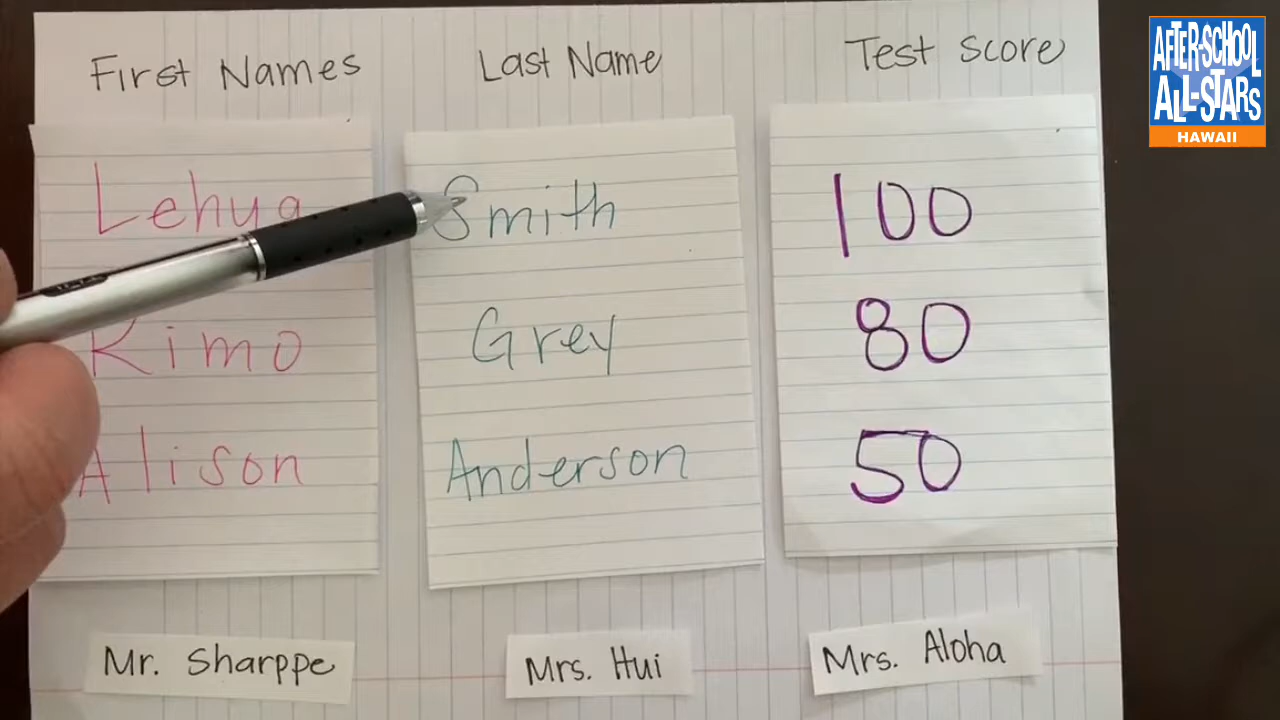 First Names Last Name Test Score
Lehua Smith 100
Kimo Grey 80
Alison Anderson 50
Mr. Sharppe Mrs. Hui Mrs. Aloha
AFTER-SCHOOL
ALL-STARS
HAWAII